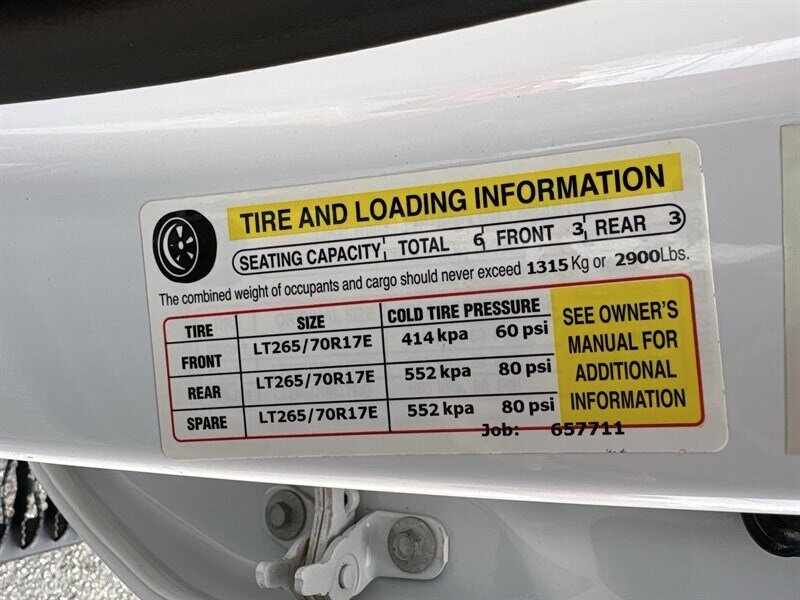 TIRE AND LOADING INFORMATION
SEATING CAPACITY TOTAL 6 FRONT 3 REAR 3
The combined weight of occupants and cargo should never exceed 1315Kg or 2900Lbs.
TIRE SIZE COLD TIRE PRESSURE
FRONT LT265/70R17E 414 kpa 60 psi
REAR LT265/70R17E 552 kpa 80 psi
SPARE LT265/70R17E 552 kpa 80 psi
SEE OWNER'S
MANUAL FOR
ADDITIONAL
INFORMATION
Job: 657711